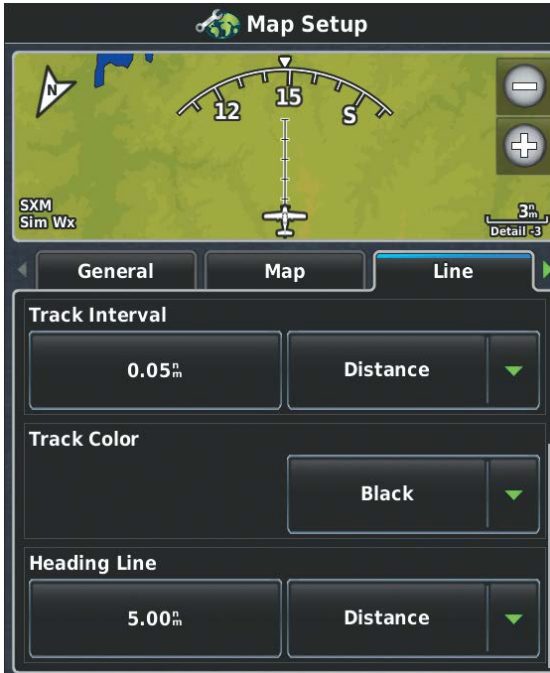 Map Setup
N
12
15
S
SXM
Sim Wx
3nm
Detail -3
General
Map
Line
Track Interval
0.05nm
Distance
Track Color
Black
Heading Line
5.00nm
Distance